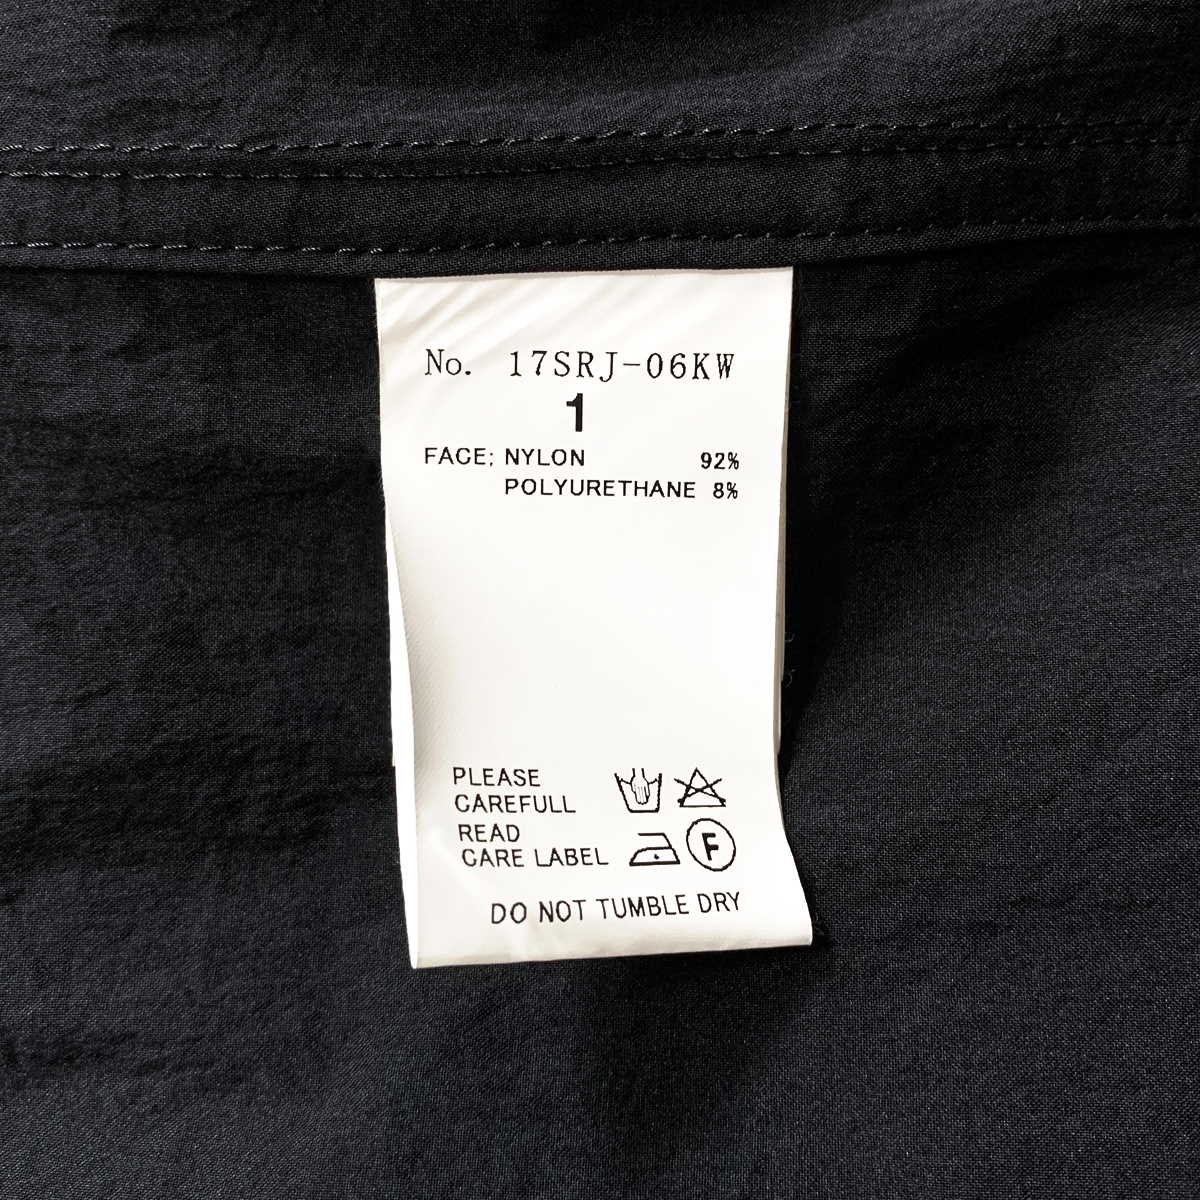 No. 17SRJ-06KW
1
FACE; NYLON 92%
POLYURETHANE 8%
PLEASE
CAREFULL
READ
CARE LABEL
F
DO NOT TUMBLE DRY